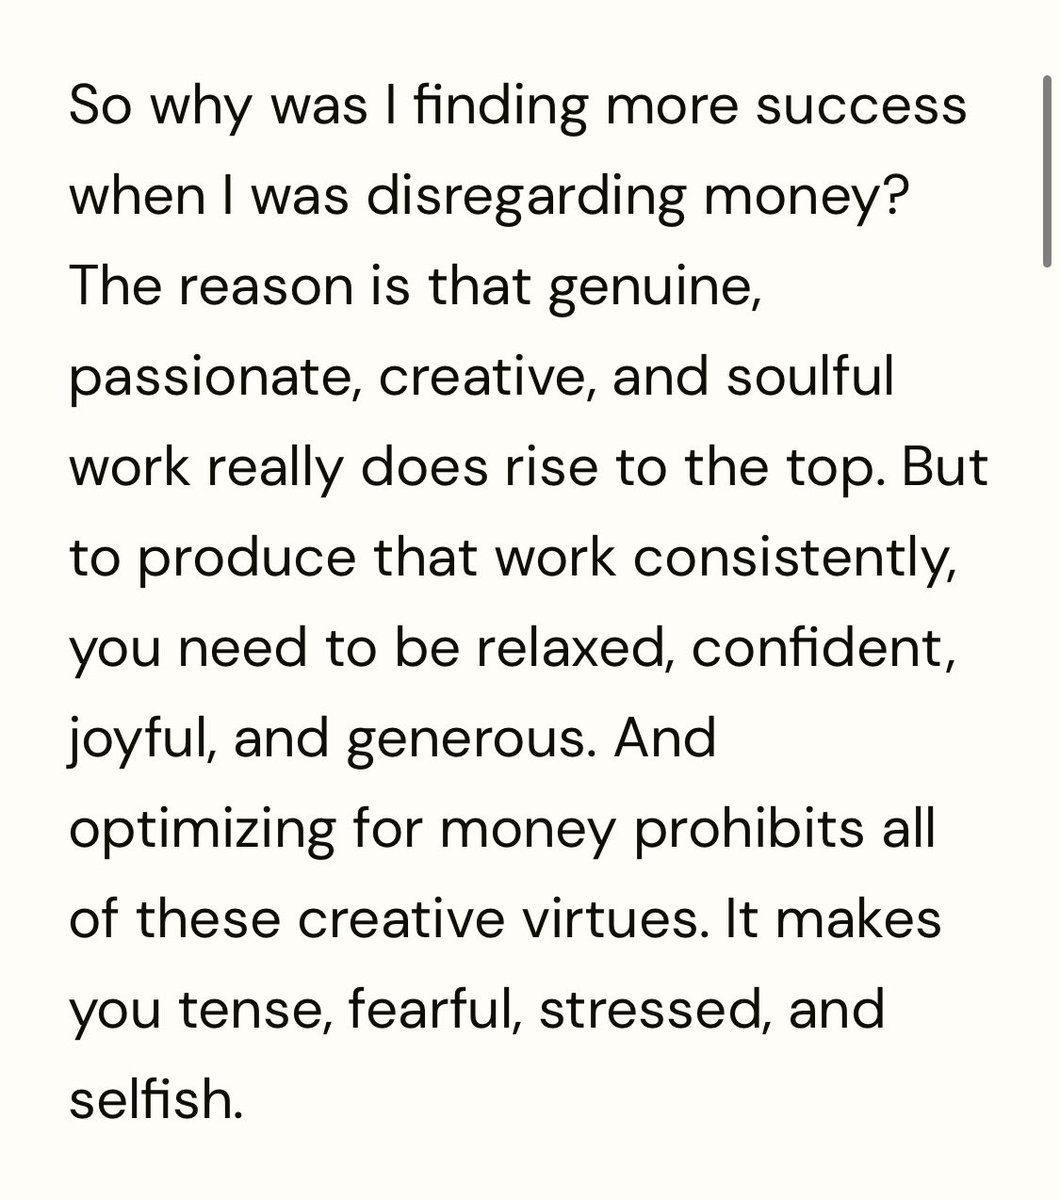 So why was I finding more success
when I was disregarding money?
The reason is that genuine,
passionate, creative, and soulful
work really does rise to the top. But
to produce that work consistently,
you need to be relaxed, confident,
joyful, and generous. And
optimizing for money prohibits all
of these creative virtues. It makes
you tense, fearful, stressed, and
selfish.